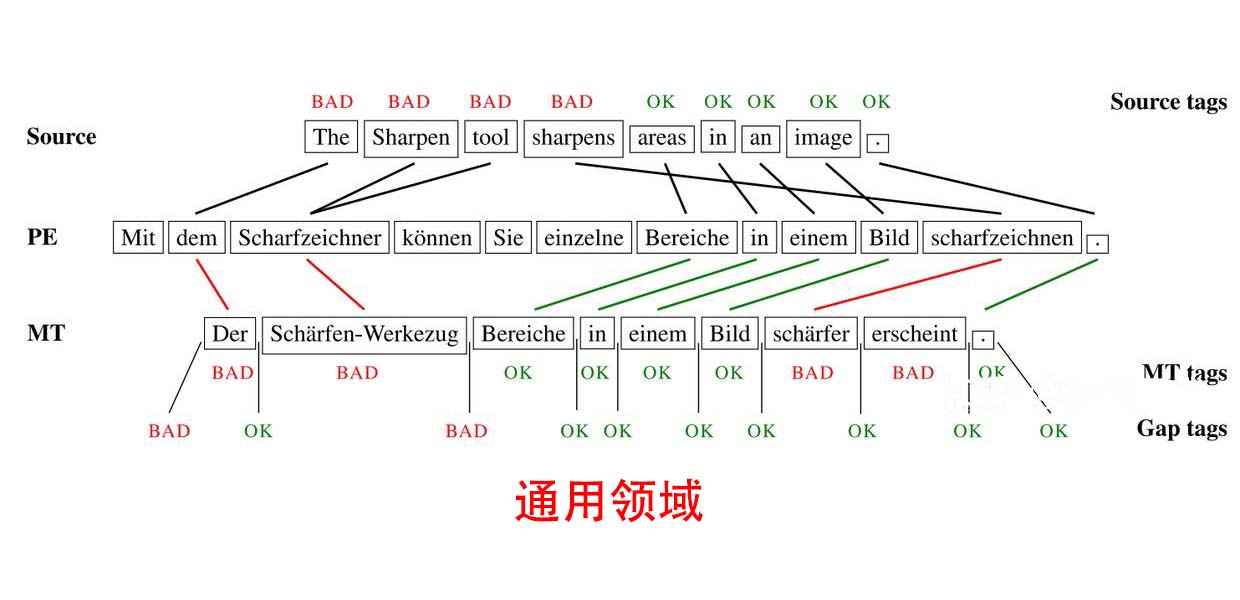 BAD BAD BAD BAD OK OK OK OK OK Source tags
Source The Sharpen tool sharpens areas in an image .
PE Mit dem Scharfzeichner können Sie einzelne Bereiche in einem Bild scharfzeichnen .
MT Der Schärfen-Werkezug Bereiche in einem Bild schärfer erscheint .
BAD BAD OK OK OK OK BAD BAD OK MT tags
BAD OK BAD OK OK OK OK OK OK OK Gap tags
通用领域